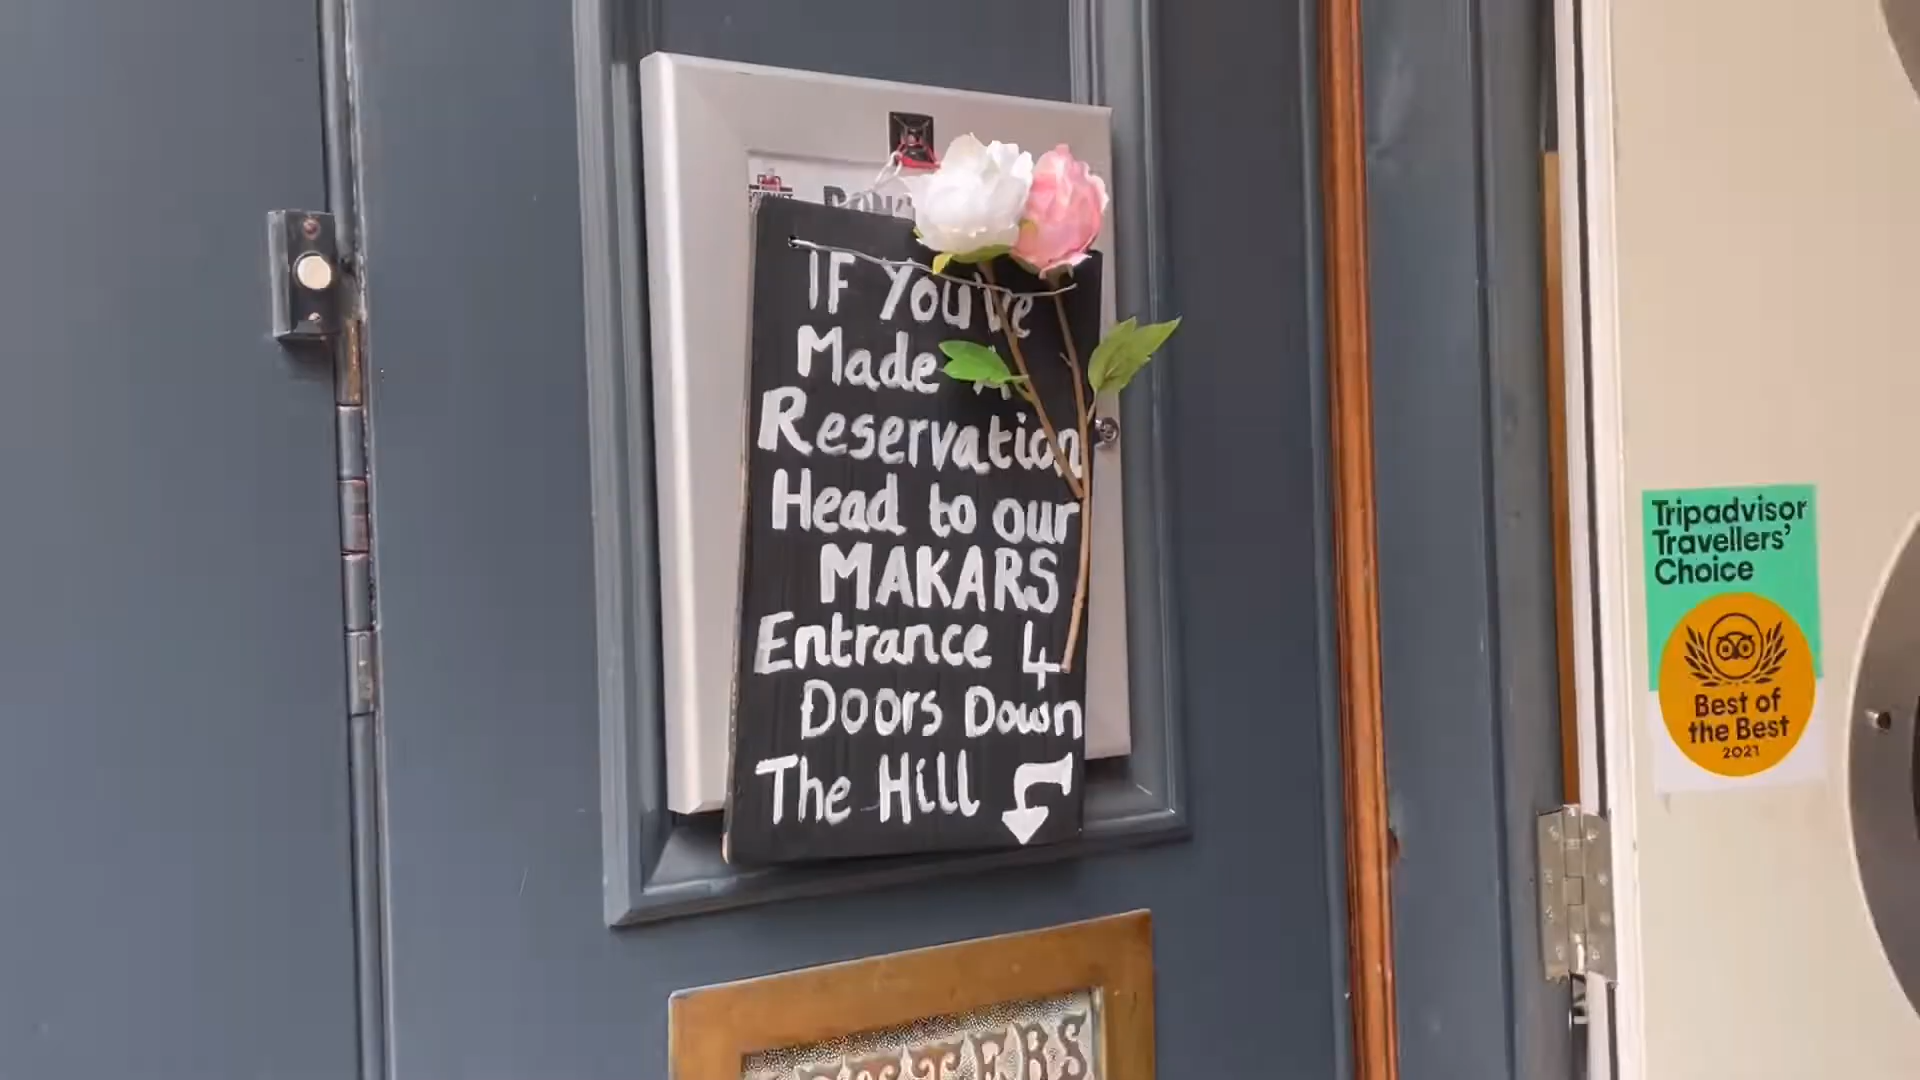 IF You've
Made A
Reservation
Head to our
MAKARS
Entrance 4
Doors Down
The Hill
Tripadvisor
Travellers'
Choice
Best of
the Best
2021
LETTERS